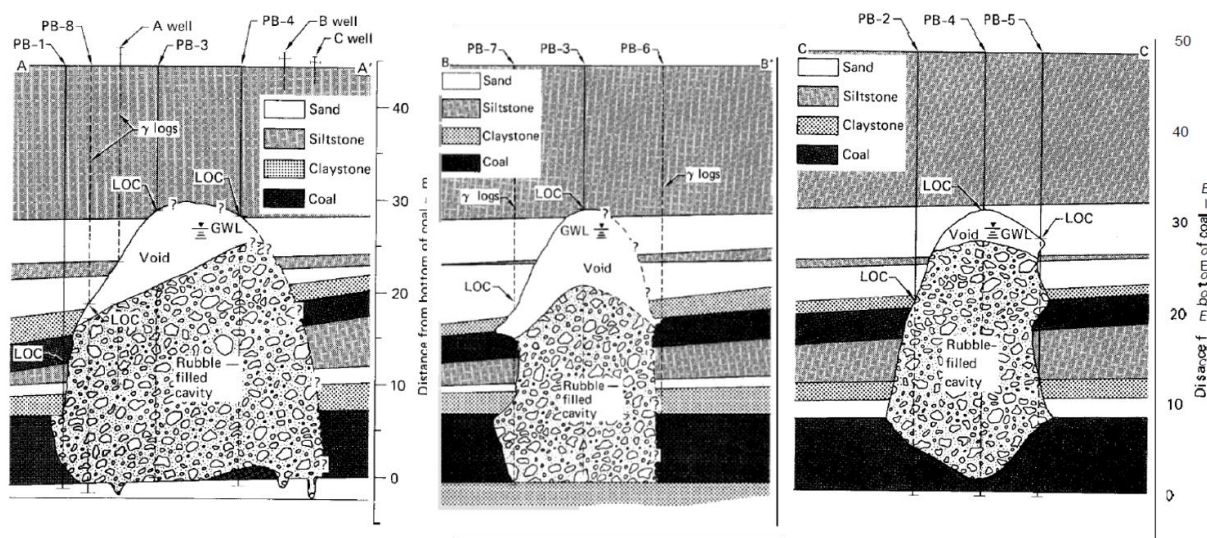 PB-1
PB-8
A well
PB-3
PB-4
B well
C well
A
A'
γ logs
Sand
Siltstone
Claystone
Coal
LOC
LOC
?
?
GWL
Void
?
?
?
LOC
LOC
?
?
?
Rubble—
filled
cavity
40
30
20
10
0
Distance from bottom of coal – m
PB-7
PB-3
PB-6
B
B'
Sand
Siltstone
Claystone
Coal
γ logs
γ logs
LOC
?
GWL
?
Void
LOC
?
Rubble —
filled
cavity
PB-2
PB-4
PB-5
C
C
Sand
Siltstone
Claystone
Coal
LOC
LOC
Void
GWL
LOC
Rubble–
filled
cavity
50
40
30
20
10
0